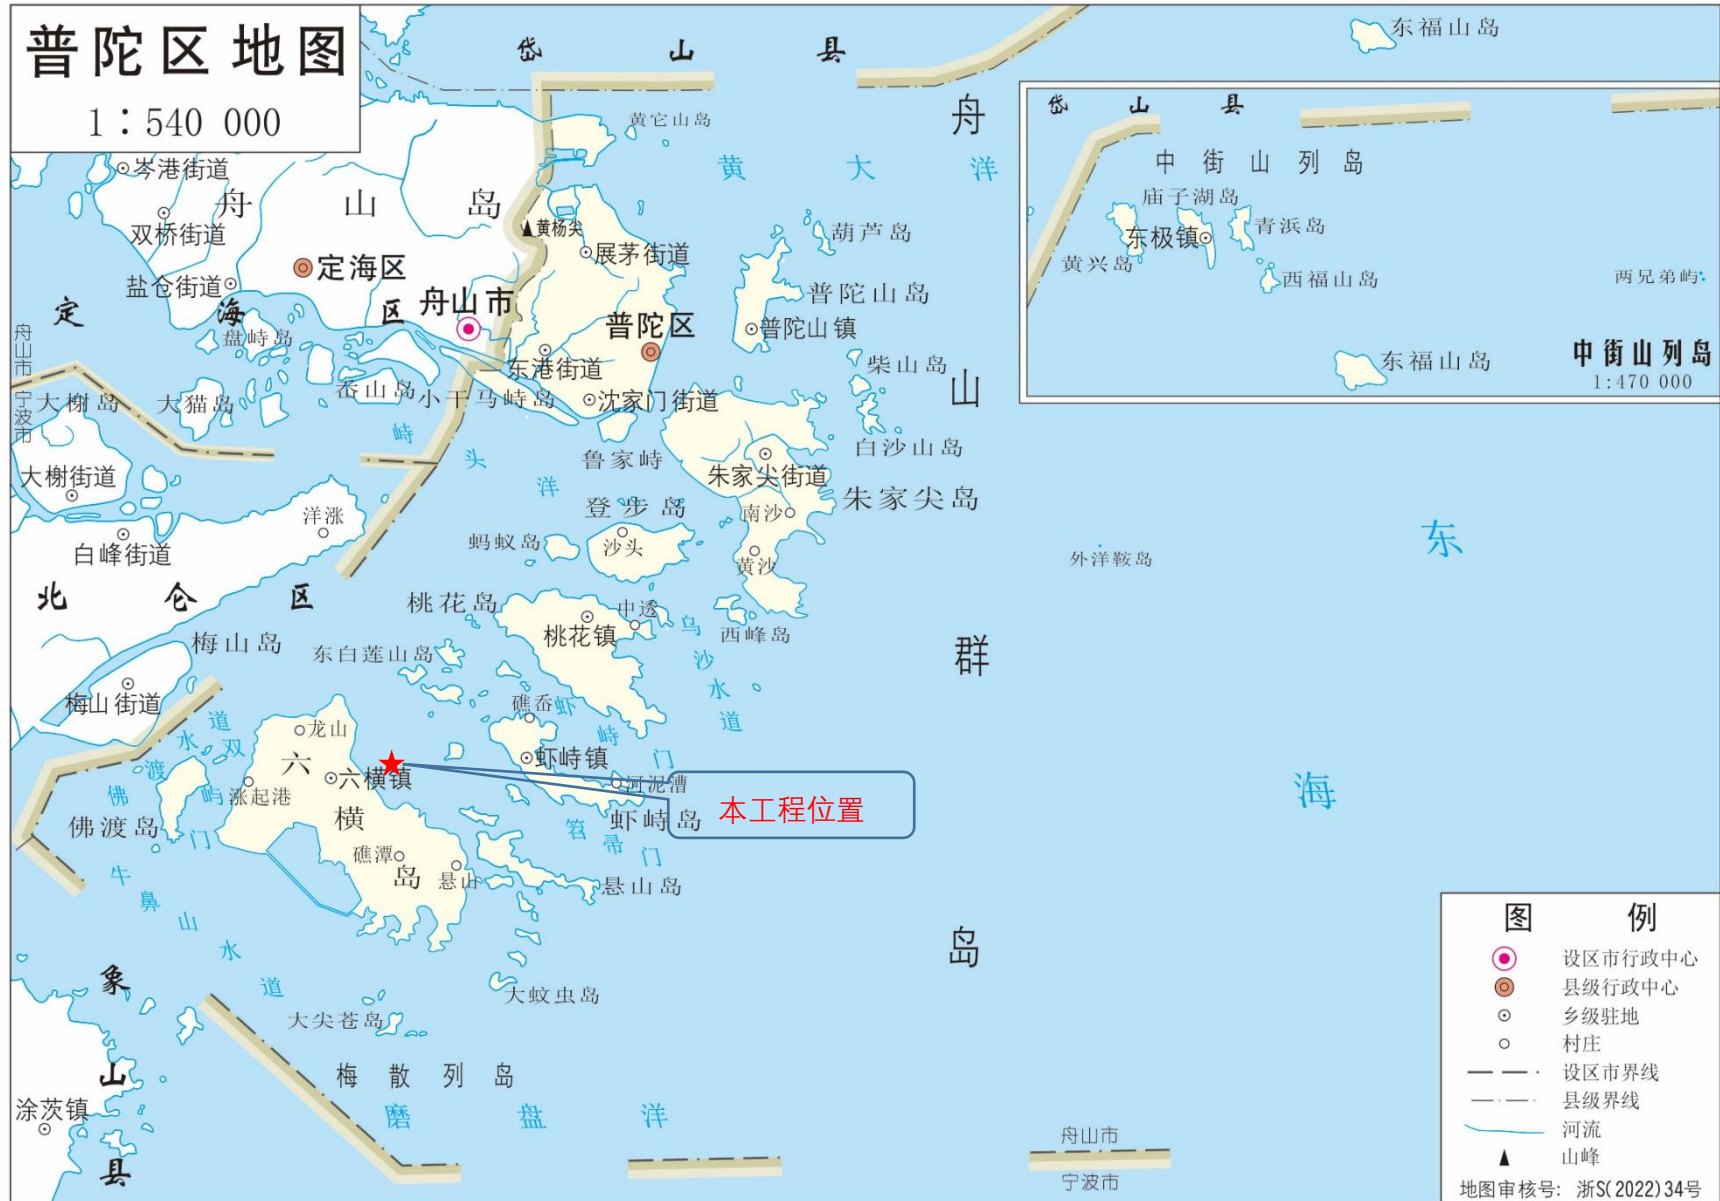 普陀区地图
1：540 000
岱山县
东福山岛
舟山群岛
黄它山岛
黄大洋
岑港街道
舟山岛
双桥街道
黄杨尖
展茅街道
葫芦岛
定海区
盐仓街道
普陀山岛
普陀山镇
定海区
舟山市
普陀区
盘峙岛
舟山市
宁波市
东港街道
柴山岛
大榭岛
大猫岛
岙山岛
小干马峙岛
沈家门街道
峙头洋
鲁家峙
白沙山岛
朱家尖街道
朱家尖岛
大榭街道
登步岛
南沙
洋涨
白峰街道
蚂蚁岛
沙头
黄沙
外洋鞍岛
东海
北仑区
桃花岛
中透
桃花镇
乌沙水道
西峰岛
梅山岛
东白莲山岛
梅山街道
礁岙
虾峙门
龙山
双屿门
佛渡水道
六横岛
六横镇
虾峙镇
河泥漕
涨起港
本工程位置
佛渡岛
虾峙岛
笤帚门
礁潭
悬山
悬山岛
牛鼻山水道
大蚊虫岛
大尖苍岛
象山县
梅散列岛
磨盘洋
涂茨镇
舟山市
宁波市
岱山县
中街山列岛
庙子湖岛
东极镇
青浜岛
黄兴岛
西福山岛
两兄弟屿
东福山岛
中街山列岛
1:470 000
图例
设区市行政中心
县级行政中心
乡级驻地
村庄
设区市界线
县级界线
河流
山峰
地图审核号: 浙S(2022)34号